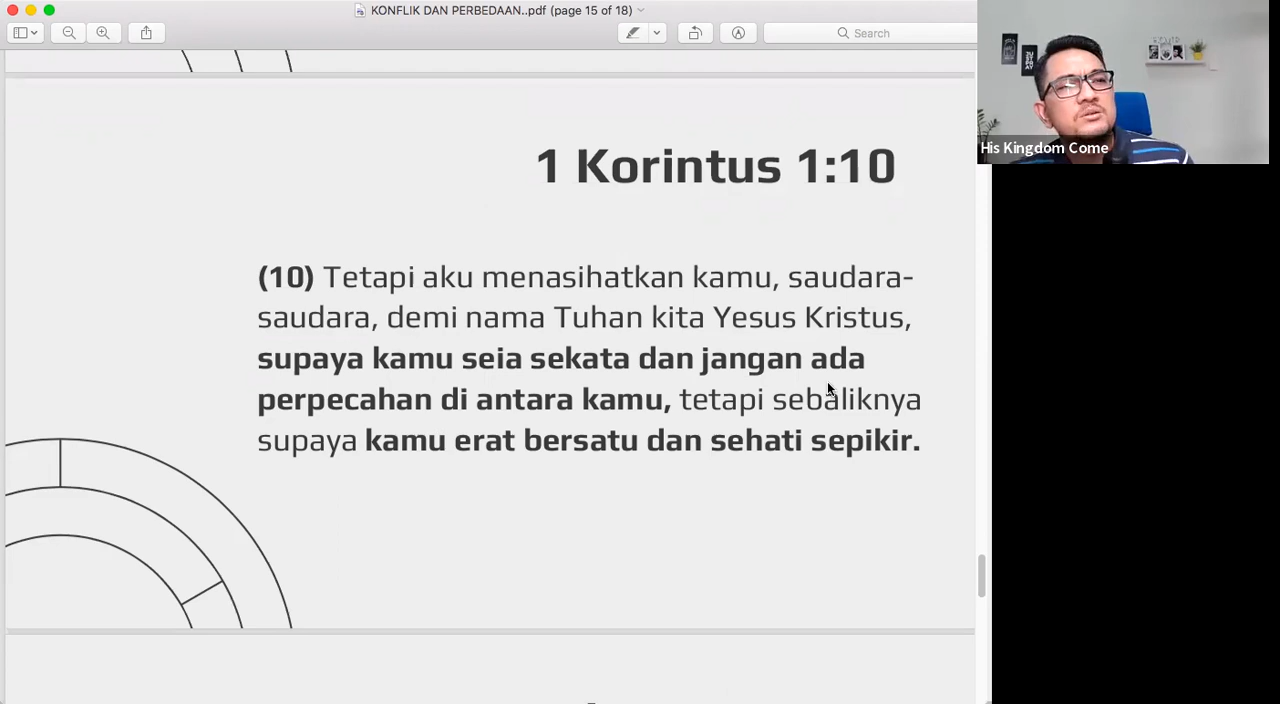 KONFLIK DAN PERBEDAAN..pdf (page 15 of 18)
Search
His Kingdom Come
1 Korintus 1:10
(10) Tetapi aku menasihatkan kamu, saudara-
saudara, demi nama Tuhan kita Yesus Kristus,
supaya kamu seia sekata dan jangan ada
perpecahan di antara kamu, tetapi sebaliknya
supaya kamu erat bersatu dan sehati sepikir.